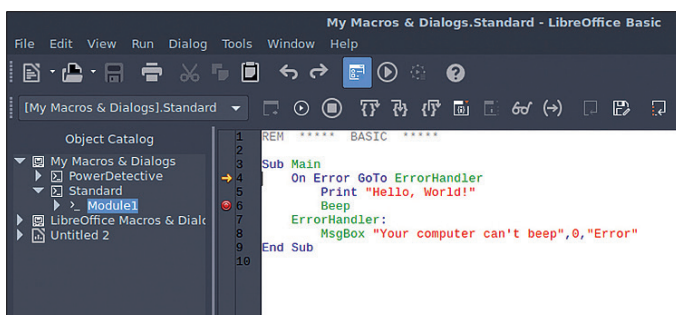 My Macros & Dialogs.Standard - LibreOffice Basic
File Edit View Run Dialog Tools Window Help
[My Macros & Dialogs].Standard
Object Catalog
My Macros & Dialogs
PowerDetective
Standard
Module1
LibreOffice Macros & Dialo
Untitled 2
1 REM ***** BASIC *****
2
3 Sub Main
4 On Error GoTo ErrorHandler
5 Print "Hello, World!"
6 Beep
7 ErrorHandler:
8 MsgBox "Your computer can't beep",0,"Error"
9 End Sub
10